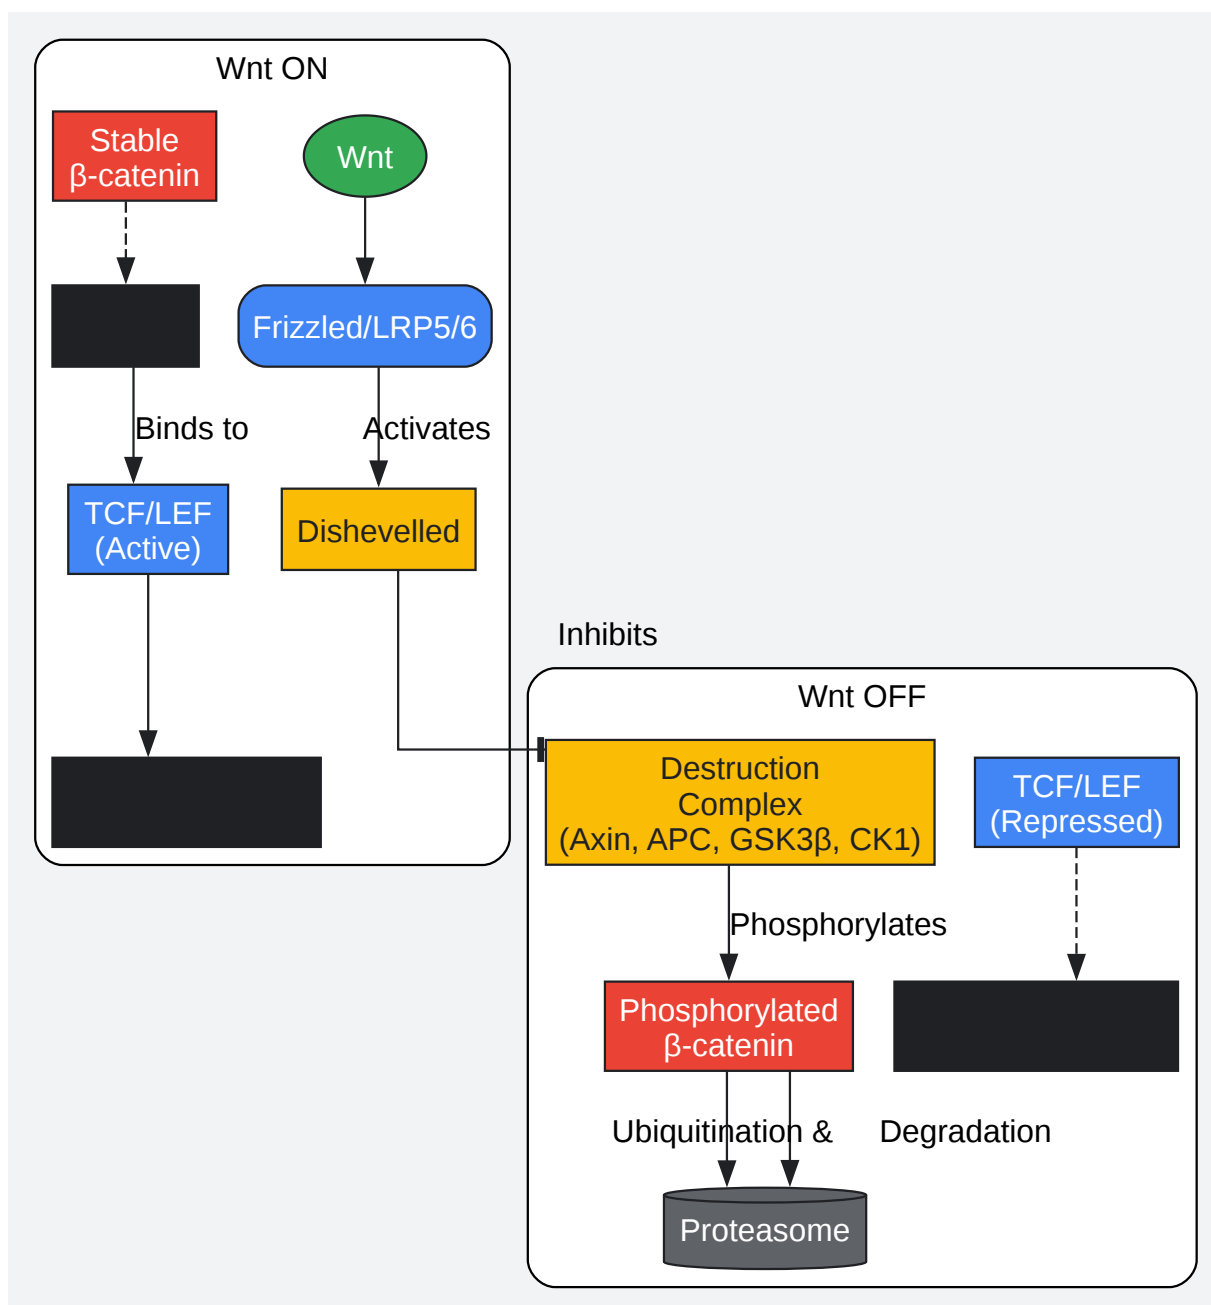 Wnt ON
Stable
β-catenin
Wnt
Frizzled/LRP5/6
Binds to
Activates
TCF/LEF
(Active)
Dishevelled
Inhibits
Wnt OFF
Destruction
Complex
(Axin, APC, GSK3β, CK1)
TCF/LEF
(Repressed)
Phosphorylates
Phosphorylated
β-catenin
Ubiquitination &
Degradation
Proteasome